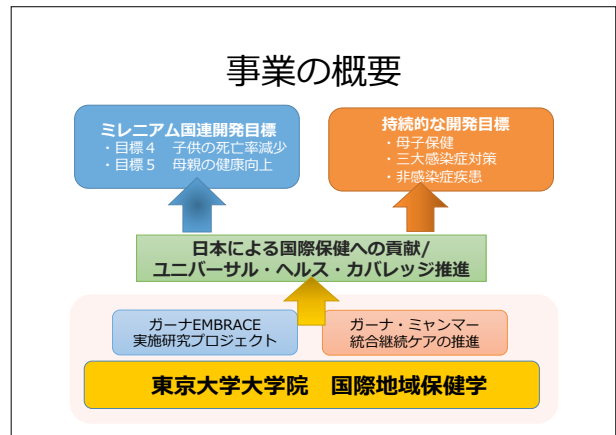 事業の概要
ミレニアム国連開発目標
・目標４　子供の死亡率減少
・目標５　母親の健康向上
持続的な開発目標
・母子保健
・三大感染症対策
・非感染症疾患
日本による国際保健への貢献/
ユニバーサル・ヘルス・カバレッジ推進
ガーナEMBRACE
実施研究プロジェクト
ガーナ・ミャンマー
統合継続ケアの推進
東京大学大学院　国際地域保健学